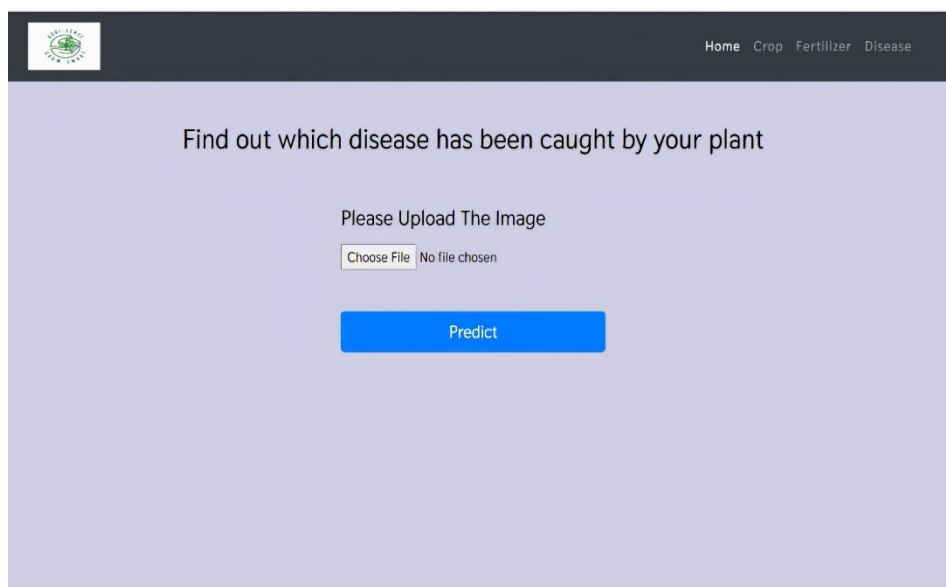 Home Crop Fertilizer Disease
Find out which disease has been caught by your plant
Please Upload The Image
Choose File No file chosen
Predict